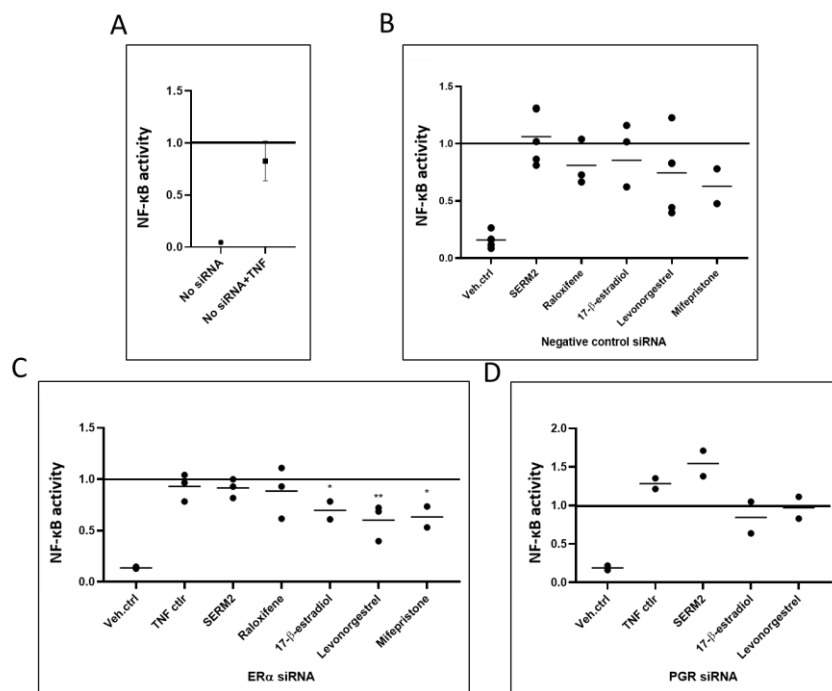 A
NF-κB activity
1.5
1.0
0.5
0.0
No siRNA
No siRNA+TNF
B
NF-κB activity
1.5
1.0
0.5
0.0
Veh.ctrl
SERM2
Raloxifene
17-β-estradiol
Levonorgestrel
Mifepristone
Negative control siRNA
C
NF-κB activity
1.5
1.0
0.5
0.0
*
**
*
Veh.ctrl
TNF ctlr
SERM2
Raloxifene
17-β-estradiol
Levonorgestrel
Mifepristone
ERα siRNA
D
NF-κB activity
2.0
1.5
1.0
0.5
0.0
Veh.ctrl
TNF ctlr
SERM2
17-β-estradiol
Levonorgestrel
PGR siRNA